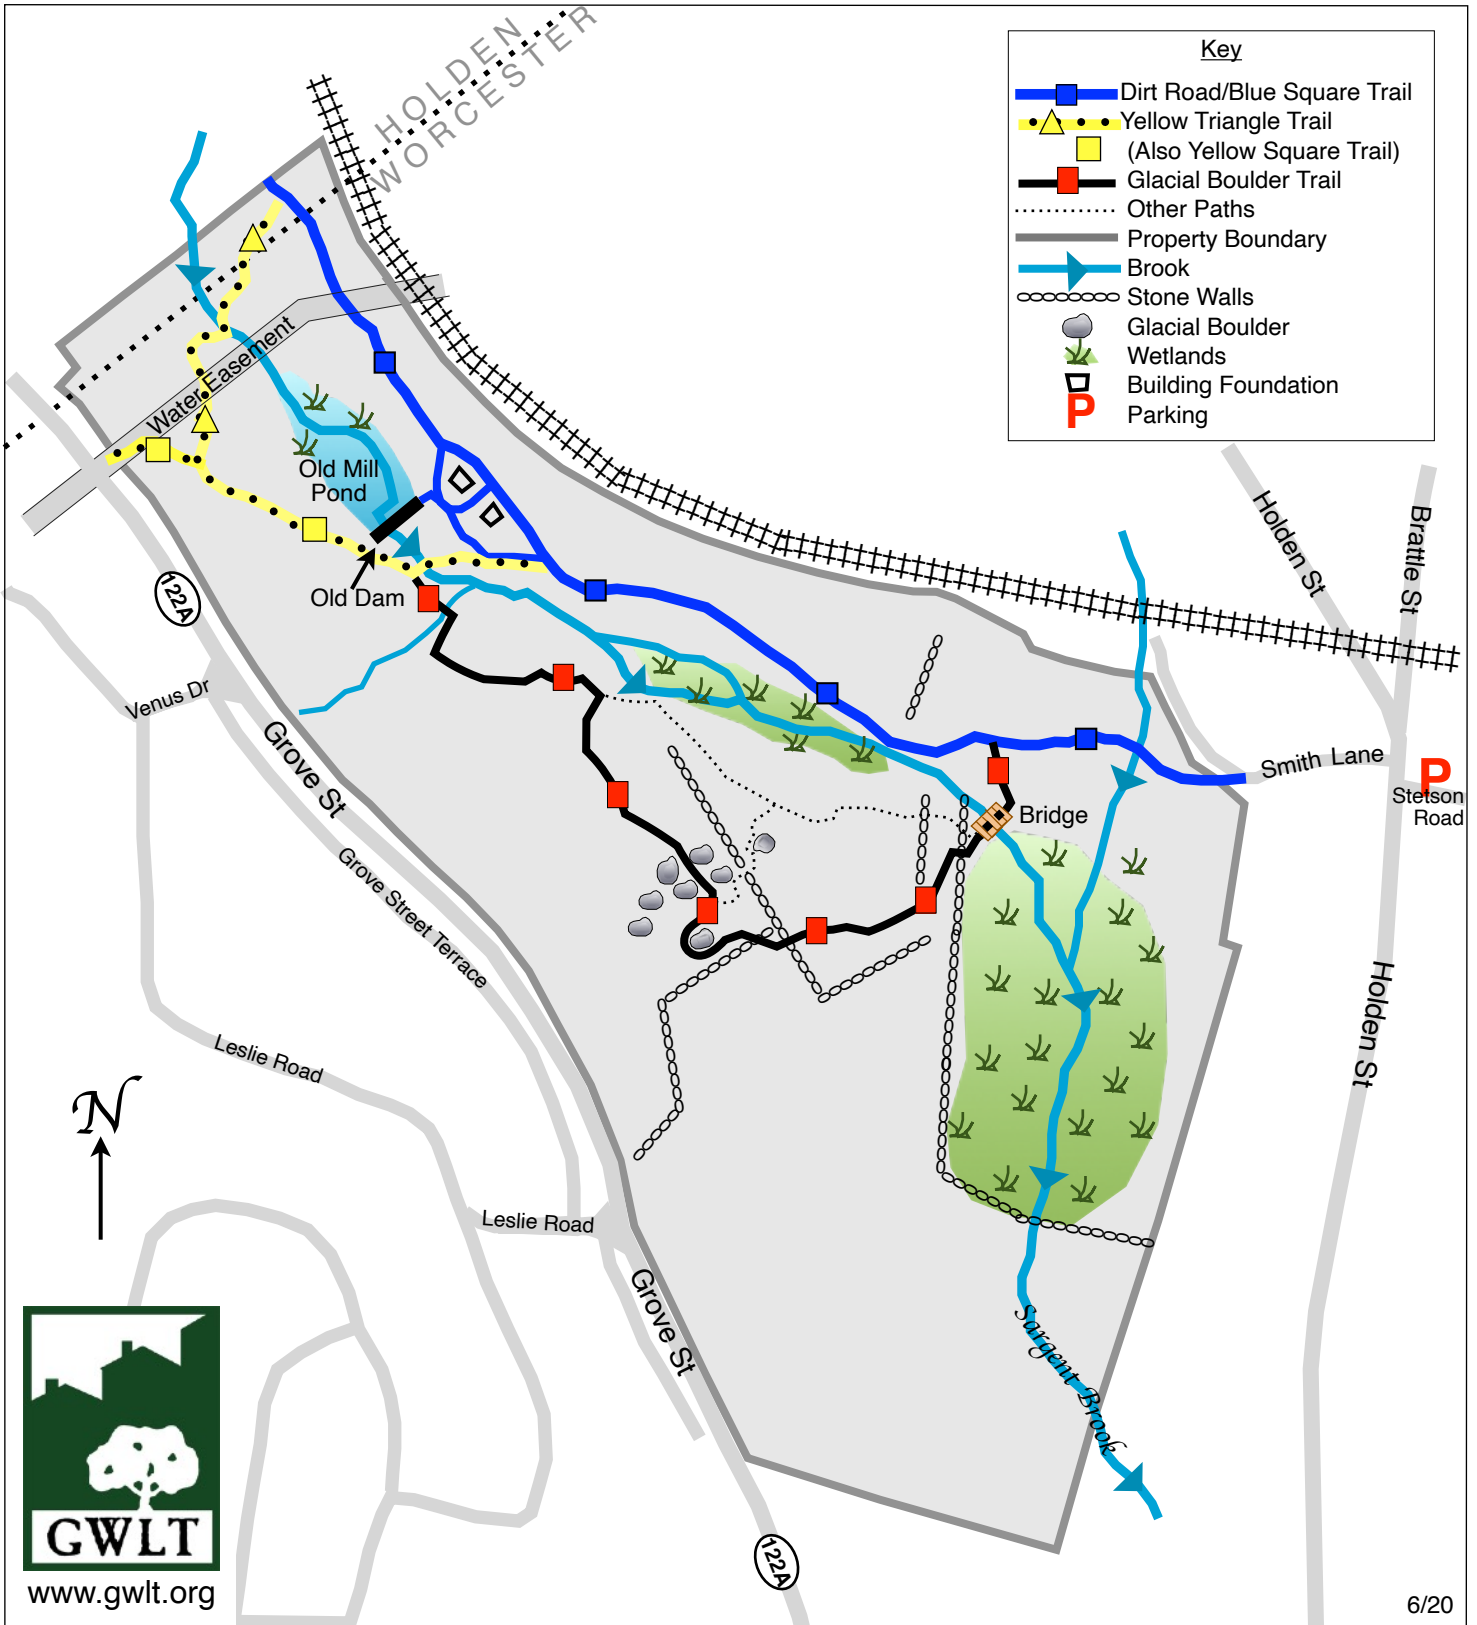 HOLDEN
WORCESTER
Key
Dirt Road/Blue Square Trail
Yellow Triangle Trail
(Also Yellow Square Trail)
Glacial Boulder Trail
Other Paths
Property Boundary
Brook
Stone Walls
Glacial Boulder
Wetlands
Building Foundation
P Parking
Water Easement
Old Mill
Pond
Old Dam
122A
Venus Dr
Grove St
Grove Street Terrace
Holden St
Brattle St
Smith Lane
P
Stetson
Road
Bridge
Holden St
Leslie Road
N
Leslie Road
Grove St
Sargent Brook
122A
GWLT
www.gwlt.org
6/20